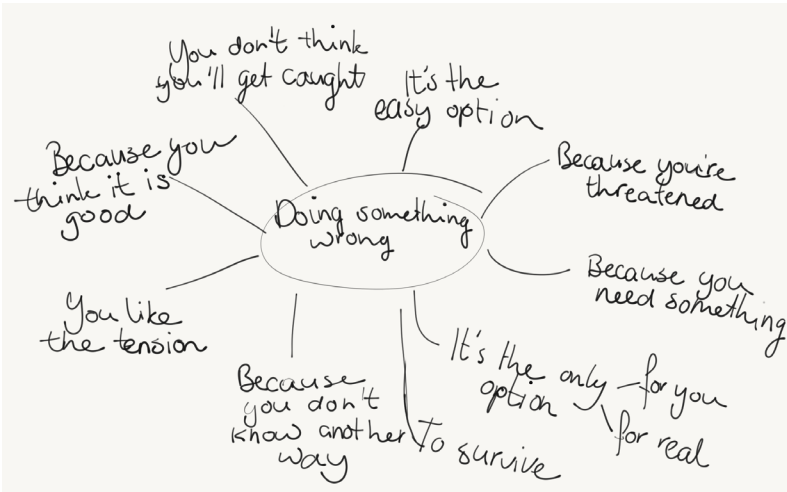 You don't think
you'll get caught
It's the
easy option
Because you
think it is
good
Because you're
threatened
Doing something
wrong
Because you
need something
You like
the tension
It's the only
option
for you
for real
Because
you don't
know another
way
To survive